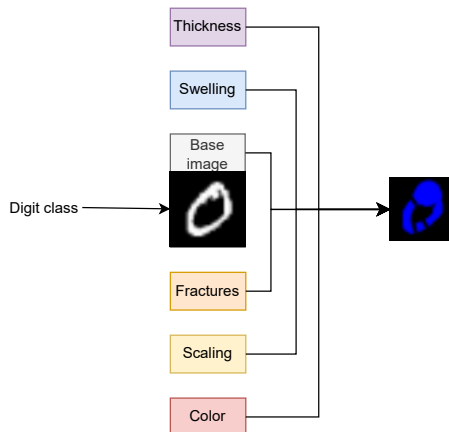 Thickness
Swelling
Base
image
Digit class
Fractures
Scaling
Color